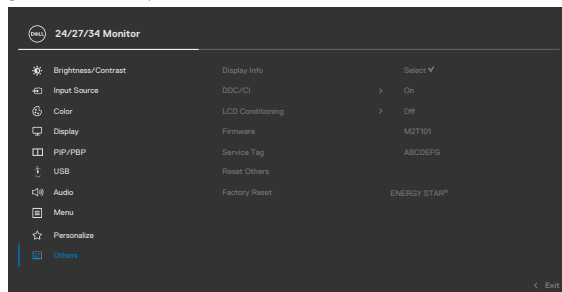 DELL 24/27/34 Monitor
Brightness/Contrast Display Info Select ✓
Input Source DDC/CI > On
Color LCD Conditioning > Off
Display Firmware M2T101
PIP/PBP Service Tag ABCDEFG
USB Reset Others
Audio Factory Reset ENERGY STAR®
Menu
Personalize
Others
< Exit